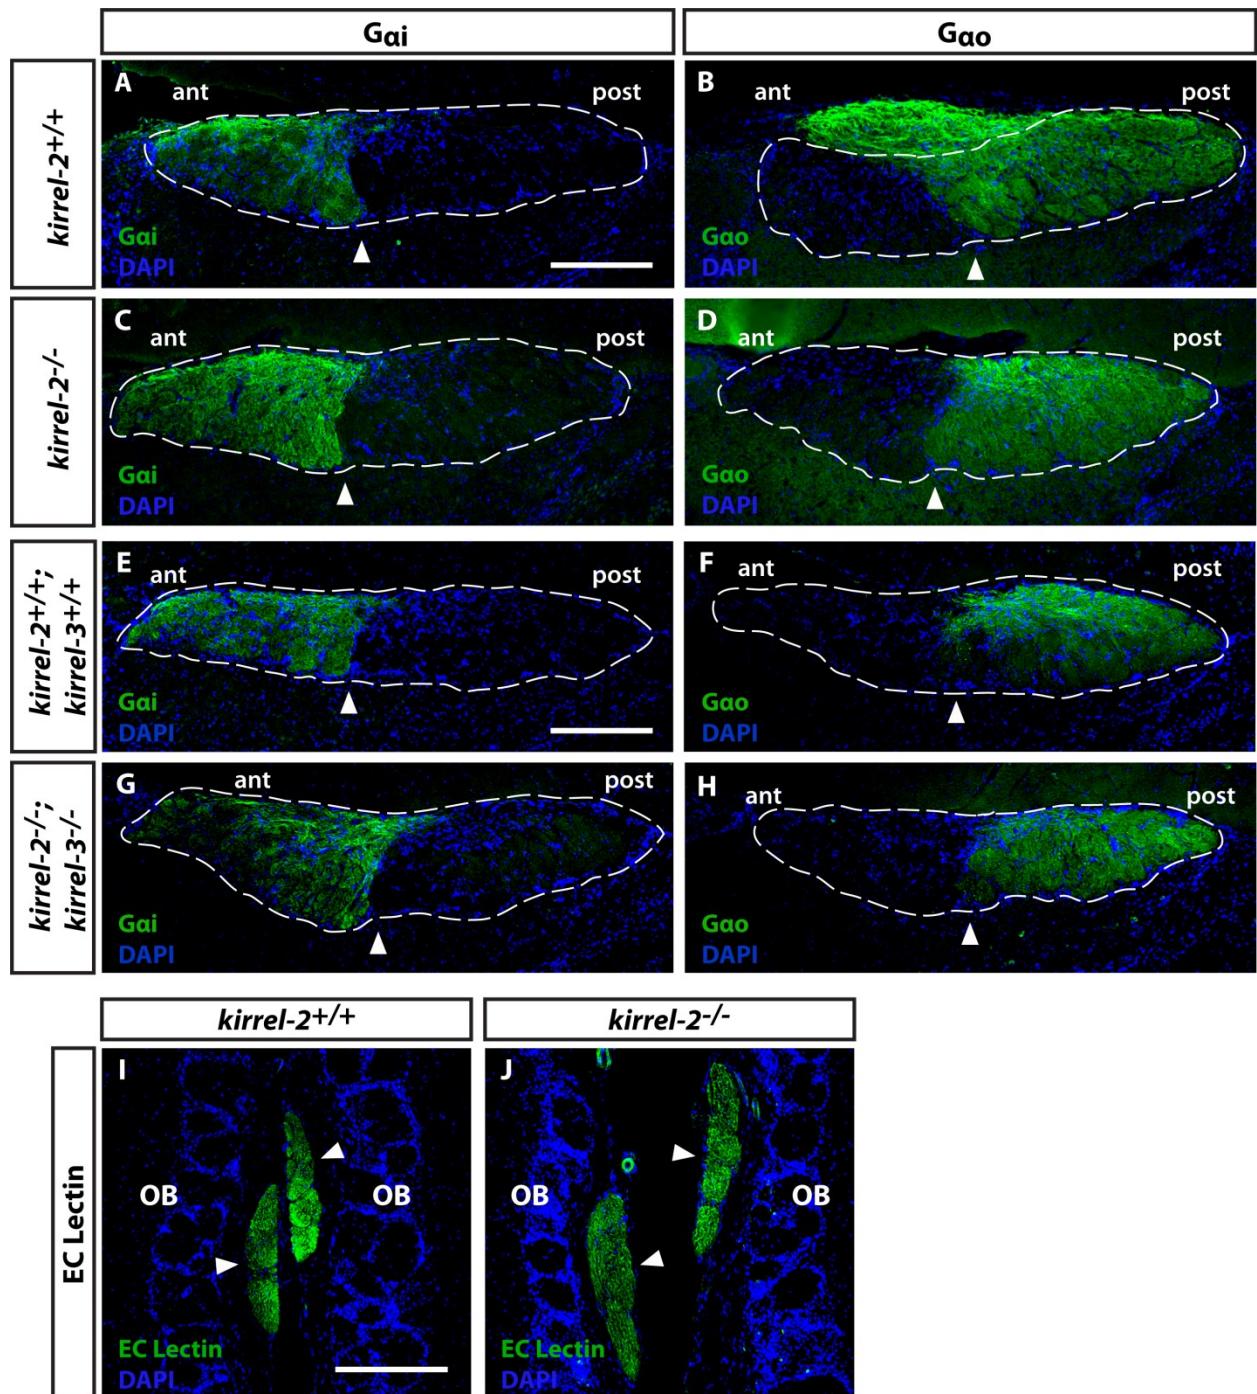 Gαi
Gαo
kirrel-2+/+
A
ant
post
Gαi
DAPI
B
ant
post
Gαo
DAPI
kirrel-2-/-
C
ant
post
Gαi
DAPI
D
ant
post
Gαo
DAPI
kirrel-2+/+;
kirrel-3+/+
E
ant
post
Gαi
DAPI
F
ant
post
Gαo
DAPI
kirrel-2-/-;
kirrel-3-/-
G
ant
post
Gαi
DAPI
H
ant
post
Gαo
DAPI
kirrel-2+/+
kirrel-2-/-
EC Lectin
I
OB
OB
EC Lectin
DAPI
J
OB
OB
EC Lectin
DAPI